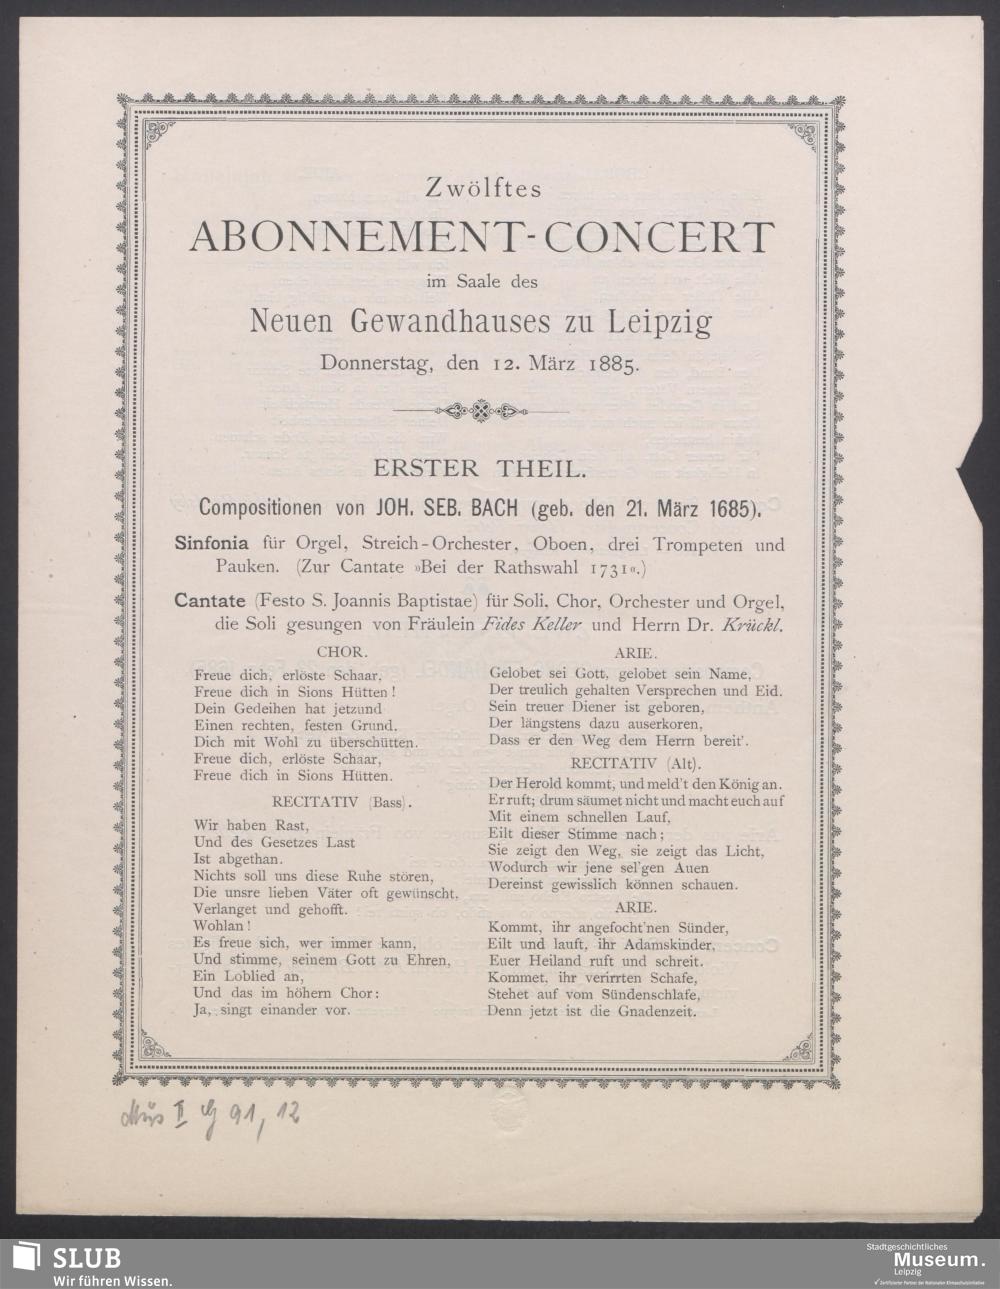 Zwölftes
ABONNEMENT-CONCERT
im Saale des
Neuen Gewandhauses zu Leipzig
Donnerstag, den 12. März 1885.
ERSTER THEIL.
Compositionen von JOH. SEB. BACH (geb. den 21. März 1685).
Sinfonia für Orgel, Streich-Orchester, Oboen, drei Trompeten und
Pauken. (Zur Cantate »Bei der Rathswahl 1731«.)
Cantate (Festo S. Joannis Baptistae) für Soli, Chor, Orchester und Orgel,
die Soli gesungen von Fräulein Fides Keller und Herrn Dr. Krückl.
CHOR.
Freue dich, erlöste Schaar,
Freue dich in Sions Hütten!
Dein Gedeihen hat jetzund
Einen rechten, festen Grund,
Dich mit Wohl zu überschütten.
Freue dich, erlöste Schaar,
Freue dich in Sions Hütten.
RECITATIV (Bass).
Wir haben Rast,
Und des Gesetzes Last
Ist abgethan.
Nichts soll uns diese Ruhe stören,
Die unsre lieben Väter oft gewünscht,
Verlanget und gehofft.
Wohlan!
Es freue sich, wer immer kann,
Und stimme, seinem Gott zu Ehren,
Ein Loblied an,
Und das im höhern Chor:
Ja, singt einander vor.
ARIE.
Gelobet sei Gott, gelobet sein Name,
Der treulich gehalten Versprechen und Eid.
Sein treuer Diener ist geboren,
Der längstens dazu auserkoren,
Dass er den Weg dem Herrn bereit'.
RECITATIV (Alt).
Der Herold kommt, und meld't den König an.
Er ruft; drum säumet nicht und macht euch auf
Mit einem schnellen Lauf,
Eilt dieser Stimme nach;
Sie zeigt den Weg, sie zeigt das Licht,
Wodurch wir jene sel'gen Auen
Dereinst gewisslich können schauen.
ARIE.
Kommt, ihr angefocht'nen Sünder,
Eilt und lauft, ihr Adamskinder,
Euer Heiland ruft und schreit.
Kommet, ihr verirrten Schafe,
Stehet auf vom Sündenschlafe,
Denn jetzt ist die Gnadenzeit.
Mus II G 91, 12
SLUB
Wir führen Wissen.
Stadtgeschichtliches
Museum.
Leipzig
Zertifizierter Partner der Nationalen Klimaschutzinitiative